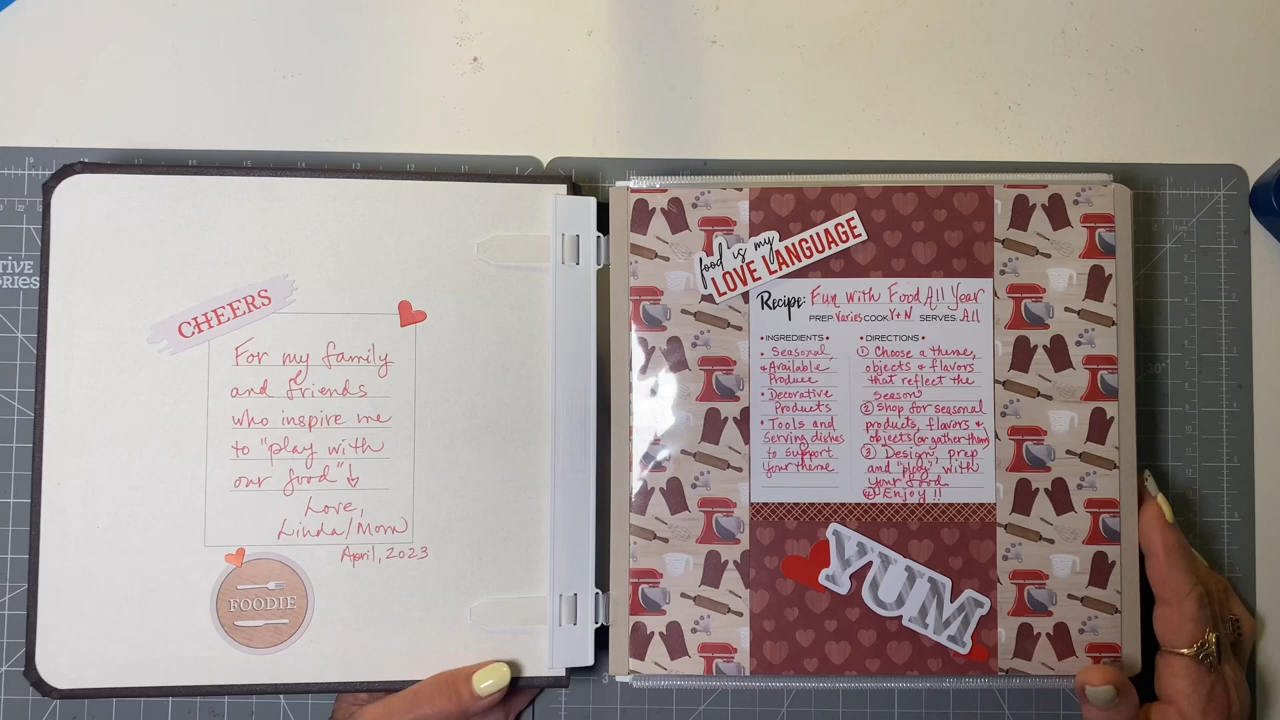 TIVE
ORIES
CHEERS
For my family
and friends
who inspire me
to "play with
our food"
Love,
Linda/Mom
April, 2023
FOODIE
food is my
LOVE LANGUAGE
Recipe: Fun with Food All Year
PREP Varies COOK Y+N SERVES All
• INGREDIENTS •
• Seasonal
& Available
Produce
• Decorative
Products
• Tools and
serving dishes
to support
your theme
• DIRECTIONS •
① Choose a theme,
objects & flavors
that reflect the
season
② Shop for seasonal
products, flavors &
objects (or gather them)
③ Design, prep
and "play" with
your food
④ Enjoy!!
YUM